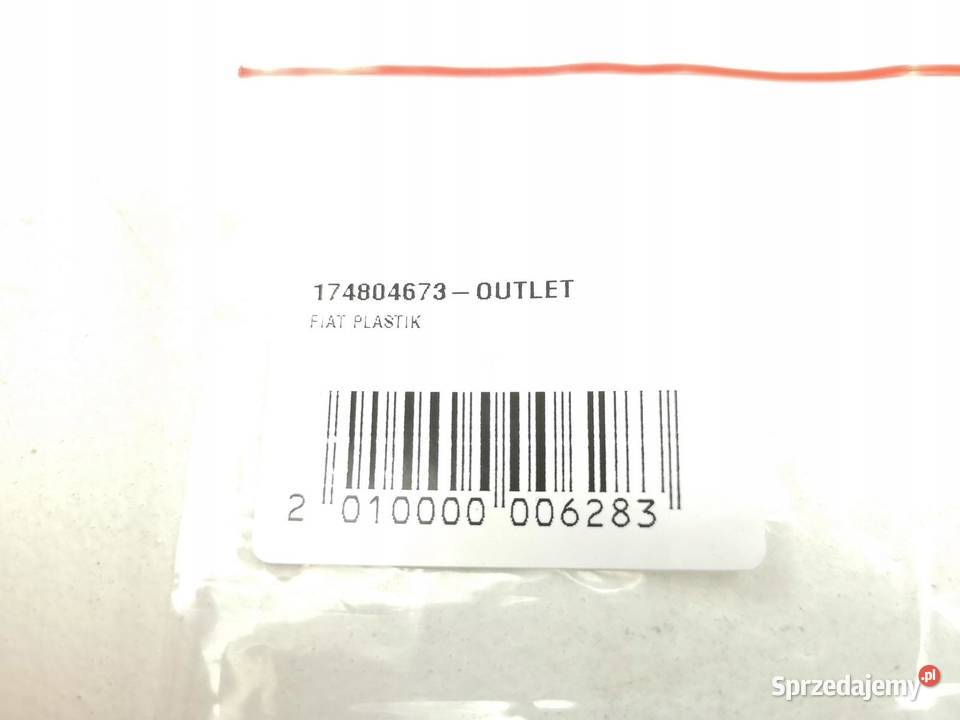 174804673-OUTLET
FIAT PLASTIK
2 010000 006283
Sprzedajemy.pl